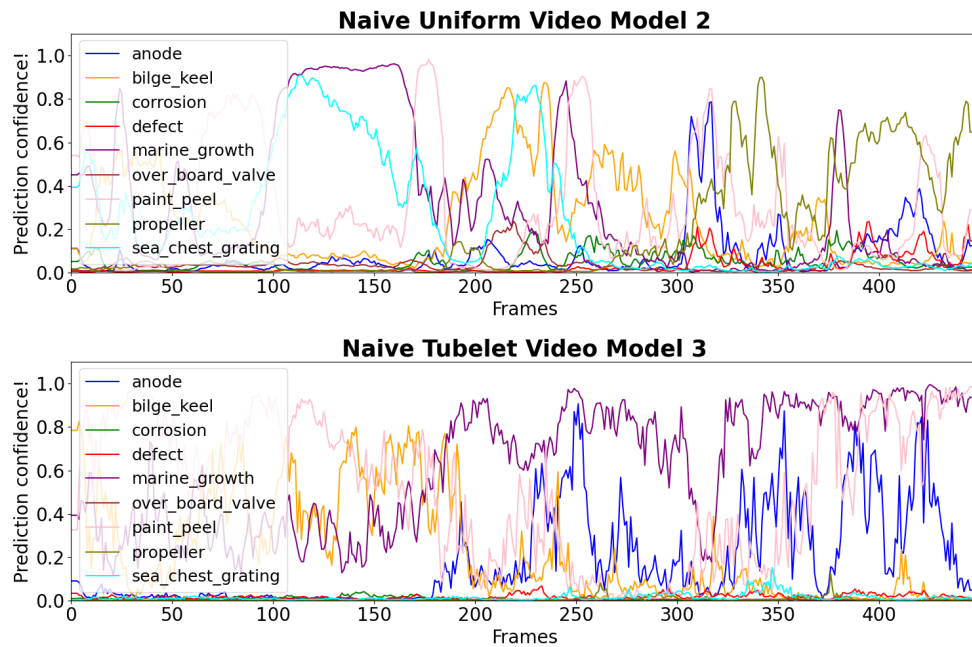 Naive Uniform Video Model 2
Prediction confidence!
1.0
0.8
0.6
0.4
0.2
0.0
anode
bilge_keel
corrosion
defect
marine_growth
over_board_valve
paint_peel
propeller
sea_chest_grating
0 50 100 150 200 250 300 350 400
Frames
Naive Tubelet Video Model 3
Prediction confidence!
1.0
0.8
0.6
0.4
0.2
0.0
anode
bilge_keel
corrosion
defect
marine_growth
over_board_valve
paint_peel
propeller
sea_chest_grating
0 50 100 150 200 250 300 350 400
Frames